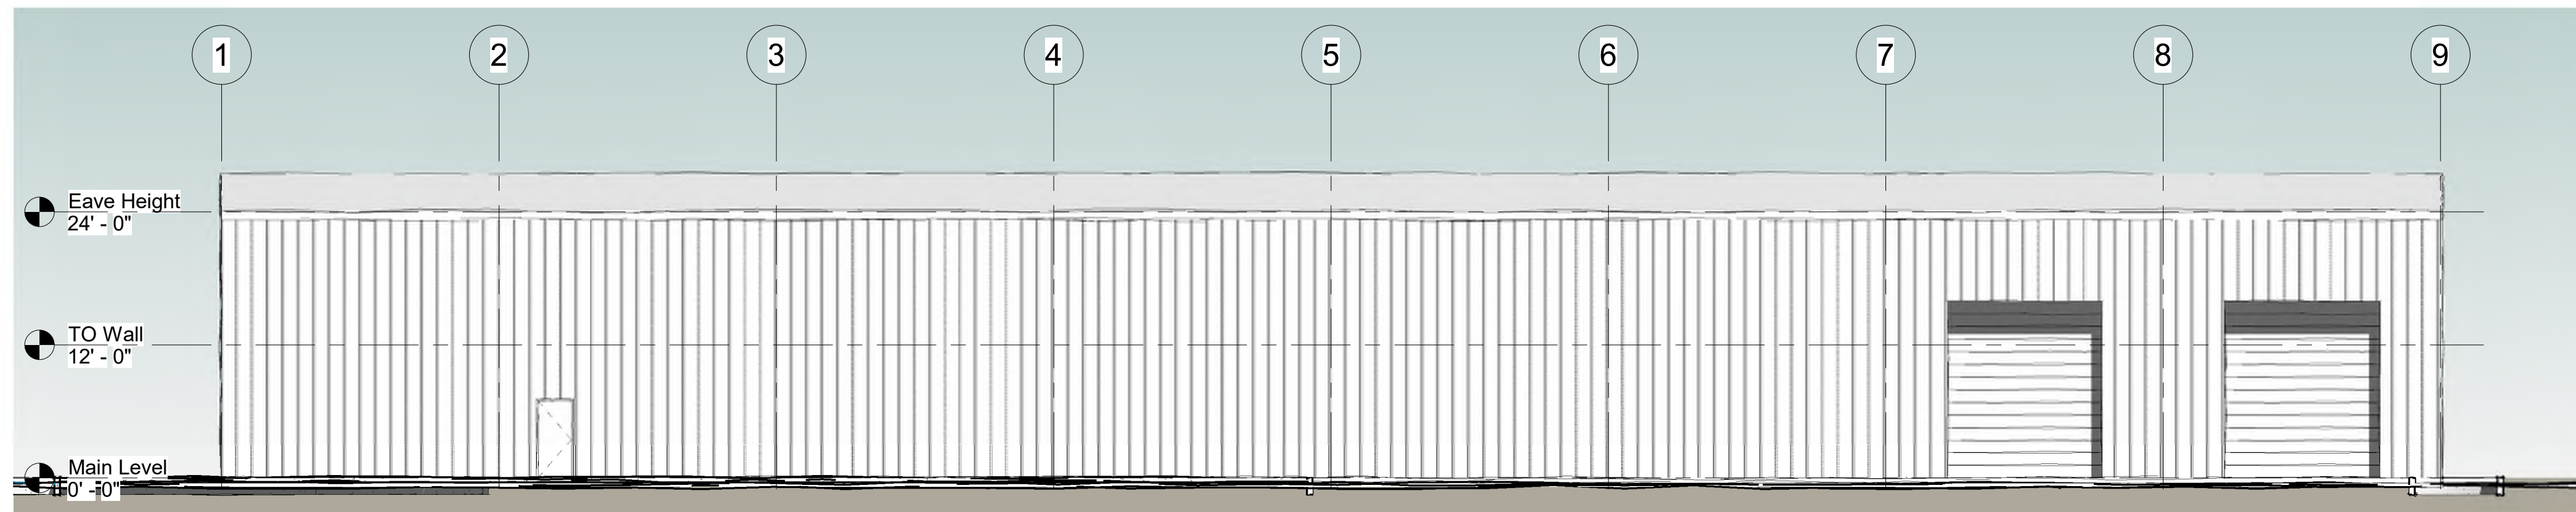 1
2
3
4
5
6
7
8
9
Eave Height
24' - 0"
TO Wall
12' - 0"
Main Level
0' - 0"